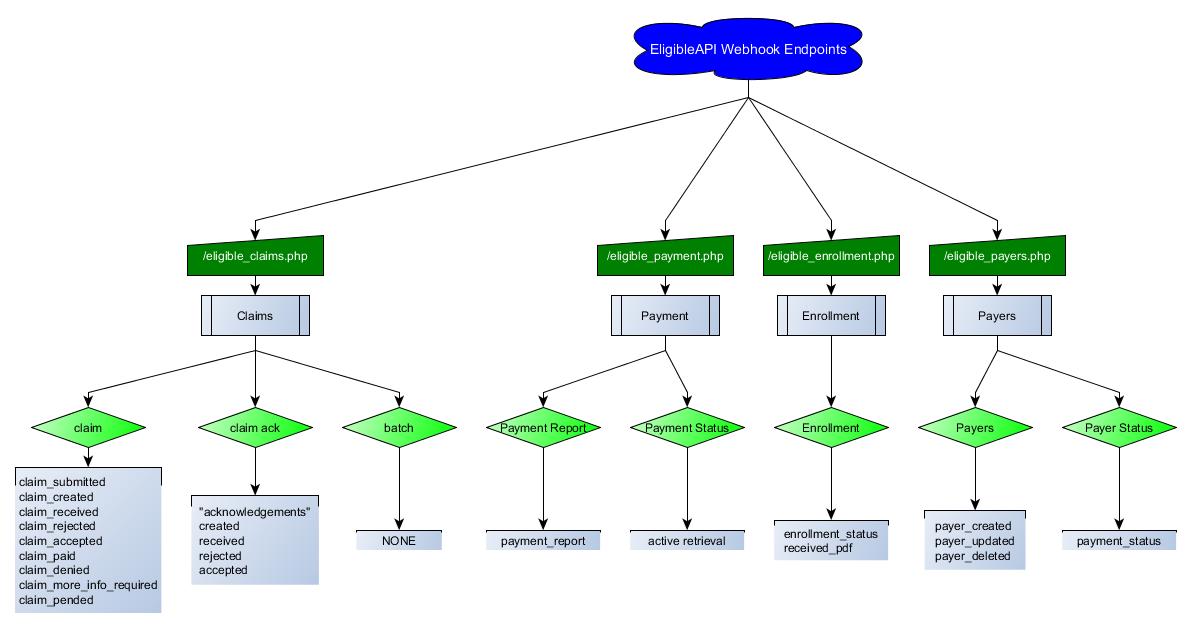 EligibleAPI Webhook Endpoints
/eligible_claims.php
/eligible_payment.php
/eligible_enrollment.php
/eligible_payers.php
Claims
Payment
Enrollment
Payers
claim
claim ack
batch
Payment Report
Payment Status
Enrollment
Payers
Payer Status
claim_submitted
claim_created
claim_received
claim_rejected
claim_accepted
claim_paid
claim_denied
claim_more_info_required
claim_pended
"acknowledgements"
created
received
rejected
accepted
NONE
payment_report
active retrieval
enrollment_status
received_pdf
payer_created
payer_updated
payer_deleted
payment_status